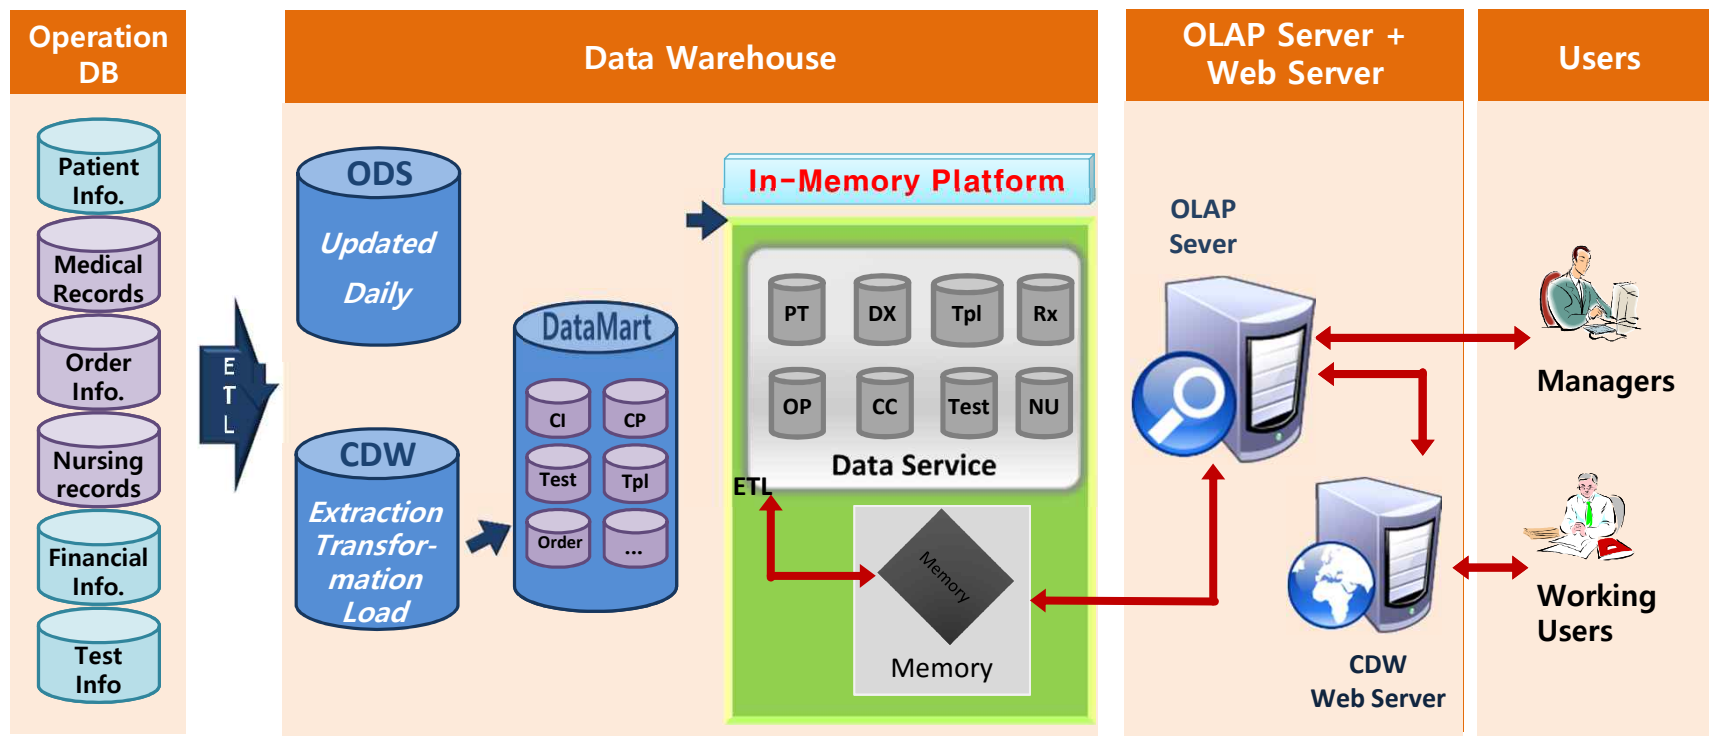 Operation
DB
Data Warehouse
OLAP Server +
Web Server
Users
Patient
Info.
Medical
Records
Order
Info.
Nursing
records
Financial
Info.
Test
Info
E
T
L
ODS
Updated
Daily
CDW
Extraction
Transfor-
mation
Load
DataMart
CI
CP
Test
Tpl
Order
...
In-Memory Platform
PT
DX
Tpl
Rx
OP
CC
Test
NU
Data Service
ETL
Memory
Memory
OLAP
Sever
CDW
Web Server
Managers
Working
Users